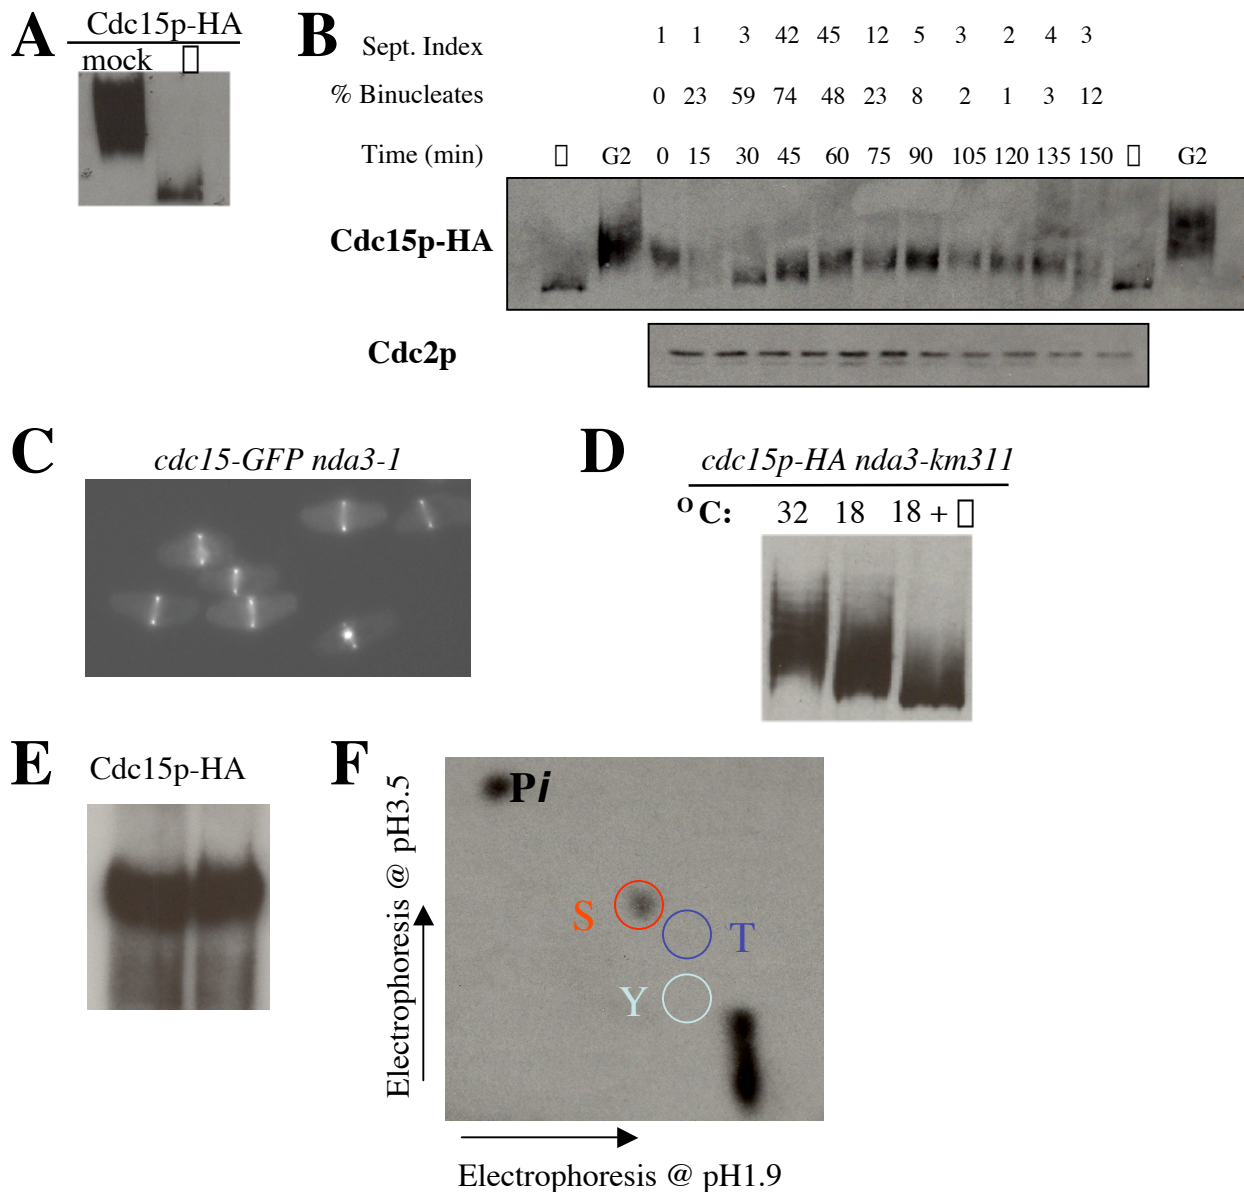 A
Cdc15p-HA
mock ▯
B
Sept. Index 1 1 3 42 45 12 5 3 2 4 3
% Binucleates 0 23 59 74 48 23 8 2 1 3 12
Time (min) ▯ G2 0 15 30 45 60 75 90 105 120 135 150 ▯ G2
Cdc15p-HA
Cdc2p
C
cdc15-GFP nda3-1
D
cdc15p-HA nda3-km311
°C: 32 18 18 + ▯
E
Cdc15p-HA
F
Electrophoresis @ pH3.5
Pi
S
T
Y
Electrophoresis @ pH1.9